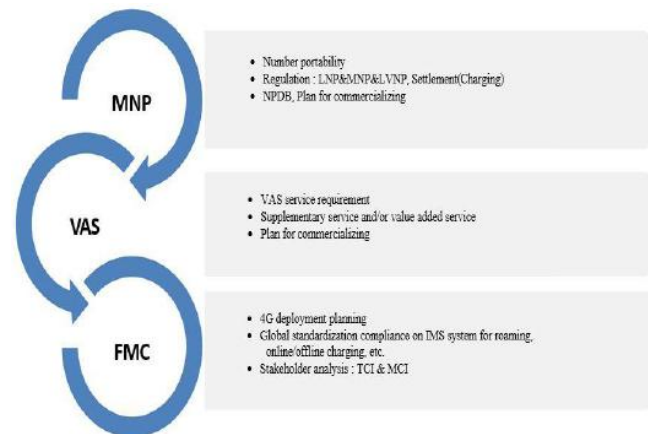 MNP
• Number portability
• Regulation : LNP&MNP&LVNP, Settlement(Charging)
• NPDB, Plan for commercializing
VAS
• VAS service requirement
• Supplementary service and/or value added service
• Plan for commercializing
FMC
• 4G deployment planning
• Global standardization compliance on IMS system for roaming,
online/offline charging, etc.
• Stakeholder analysis : TCI & MCI